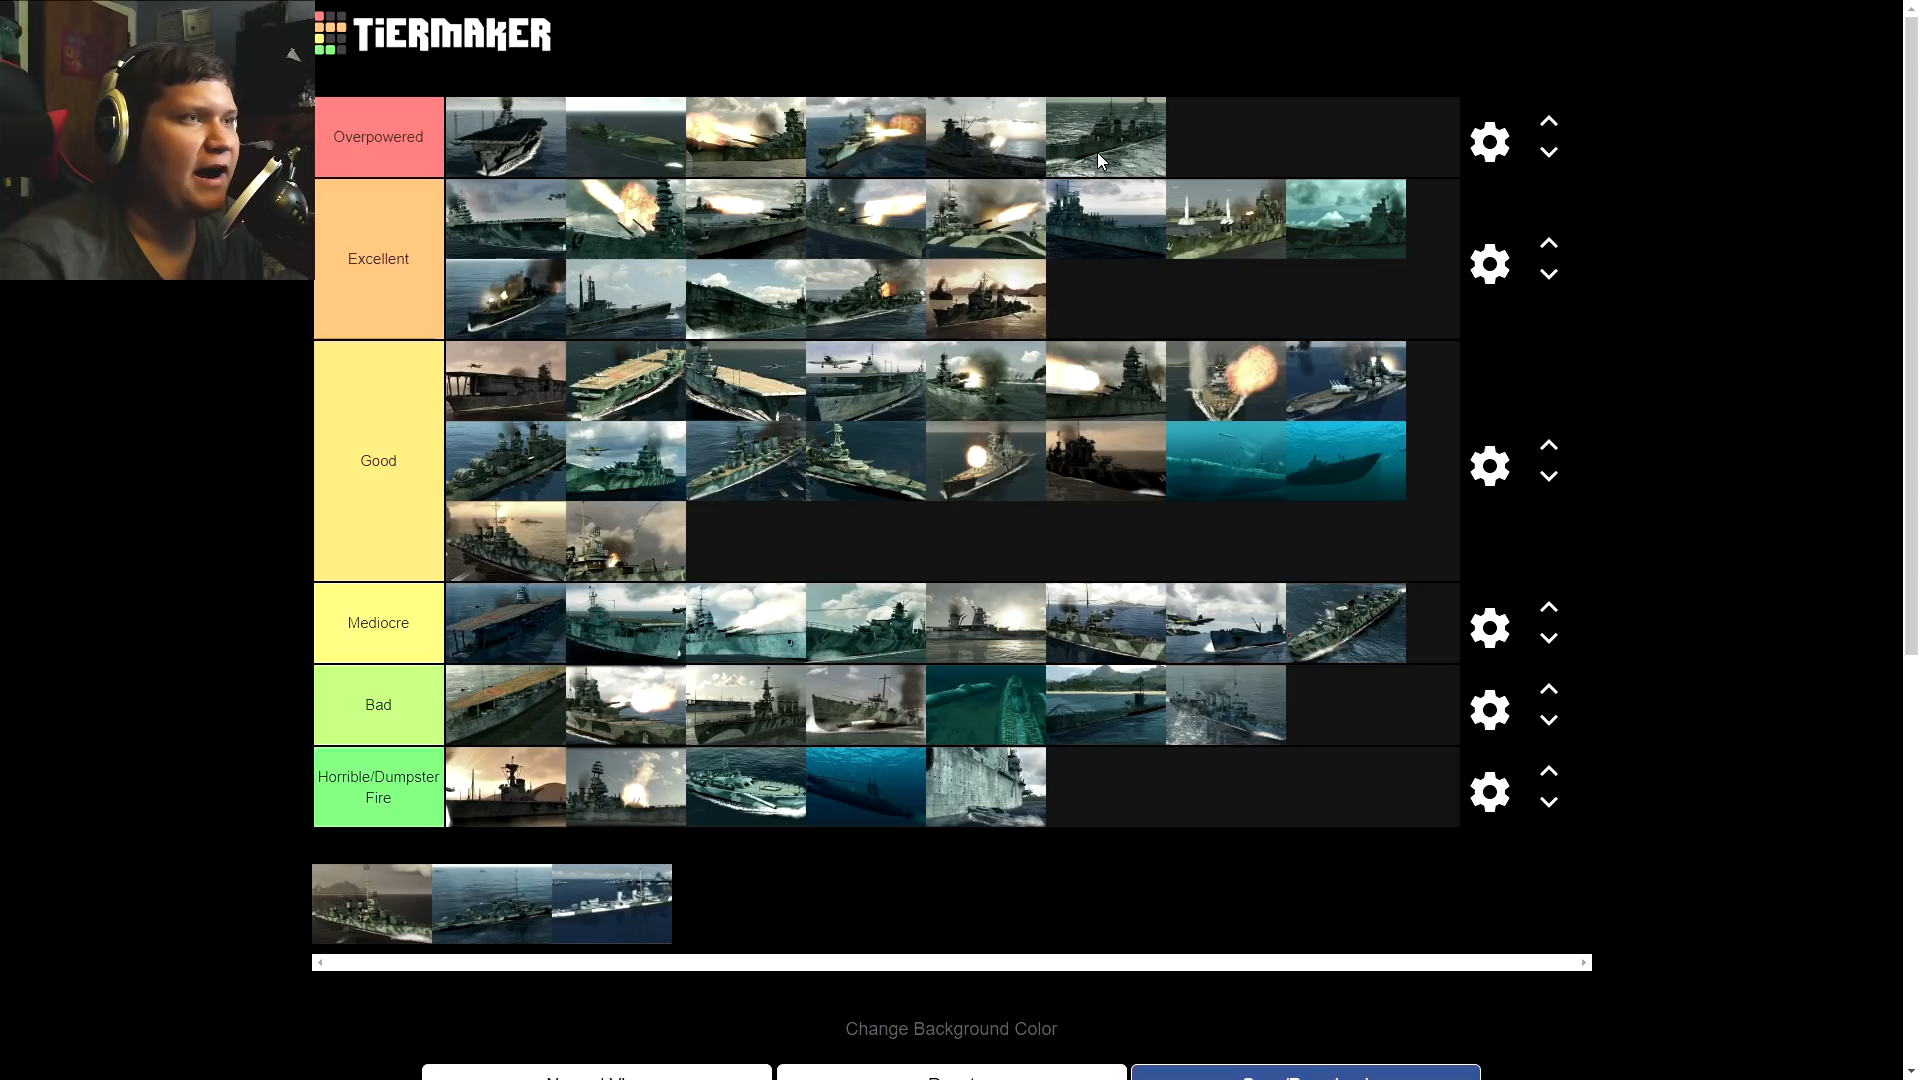 TIERMAKER
Overpowered
Excellent
Good
Mediocre
Bad
Horrible/Dumpster
Fire
Change Background Color